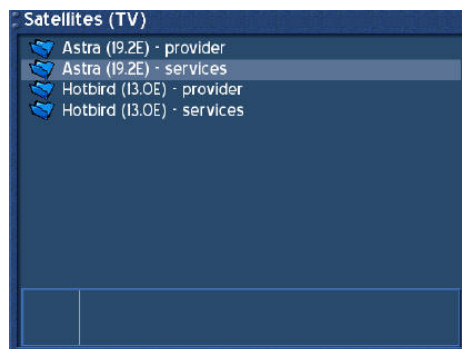 Satellites (TV)
Astra (19.2E) - provider
Astra (19.2E) - services
Hotbird (13.0E) - provider
Hotbird (13.0E) - services